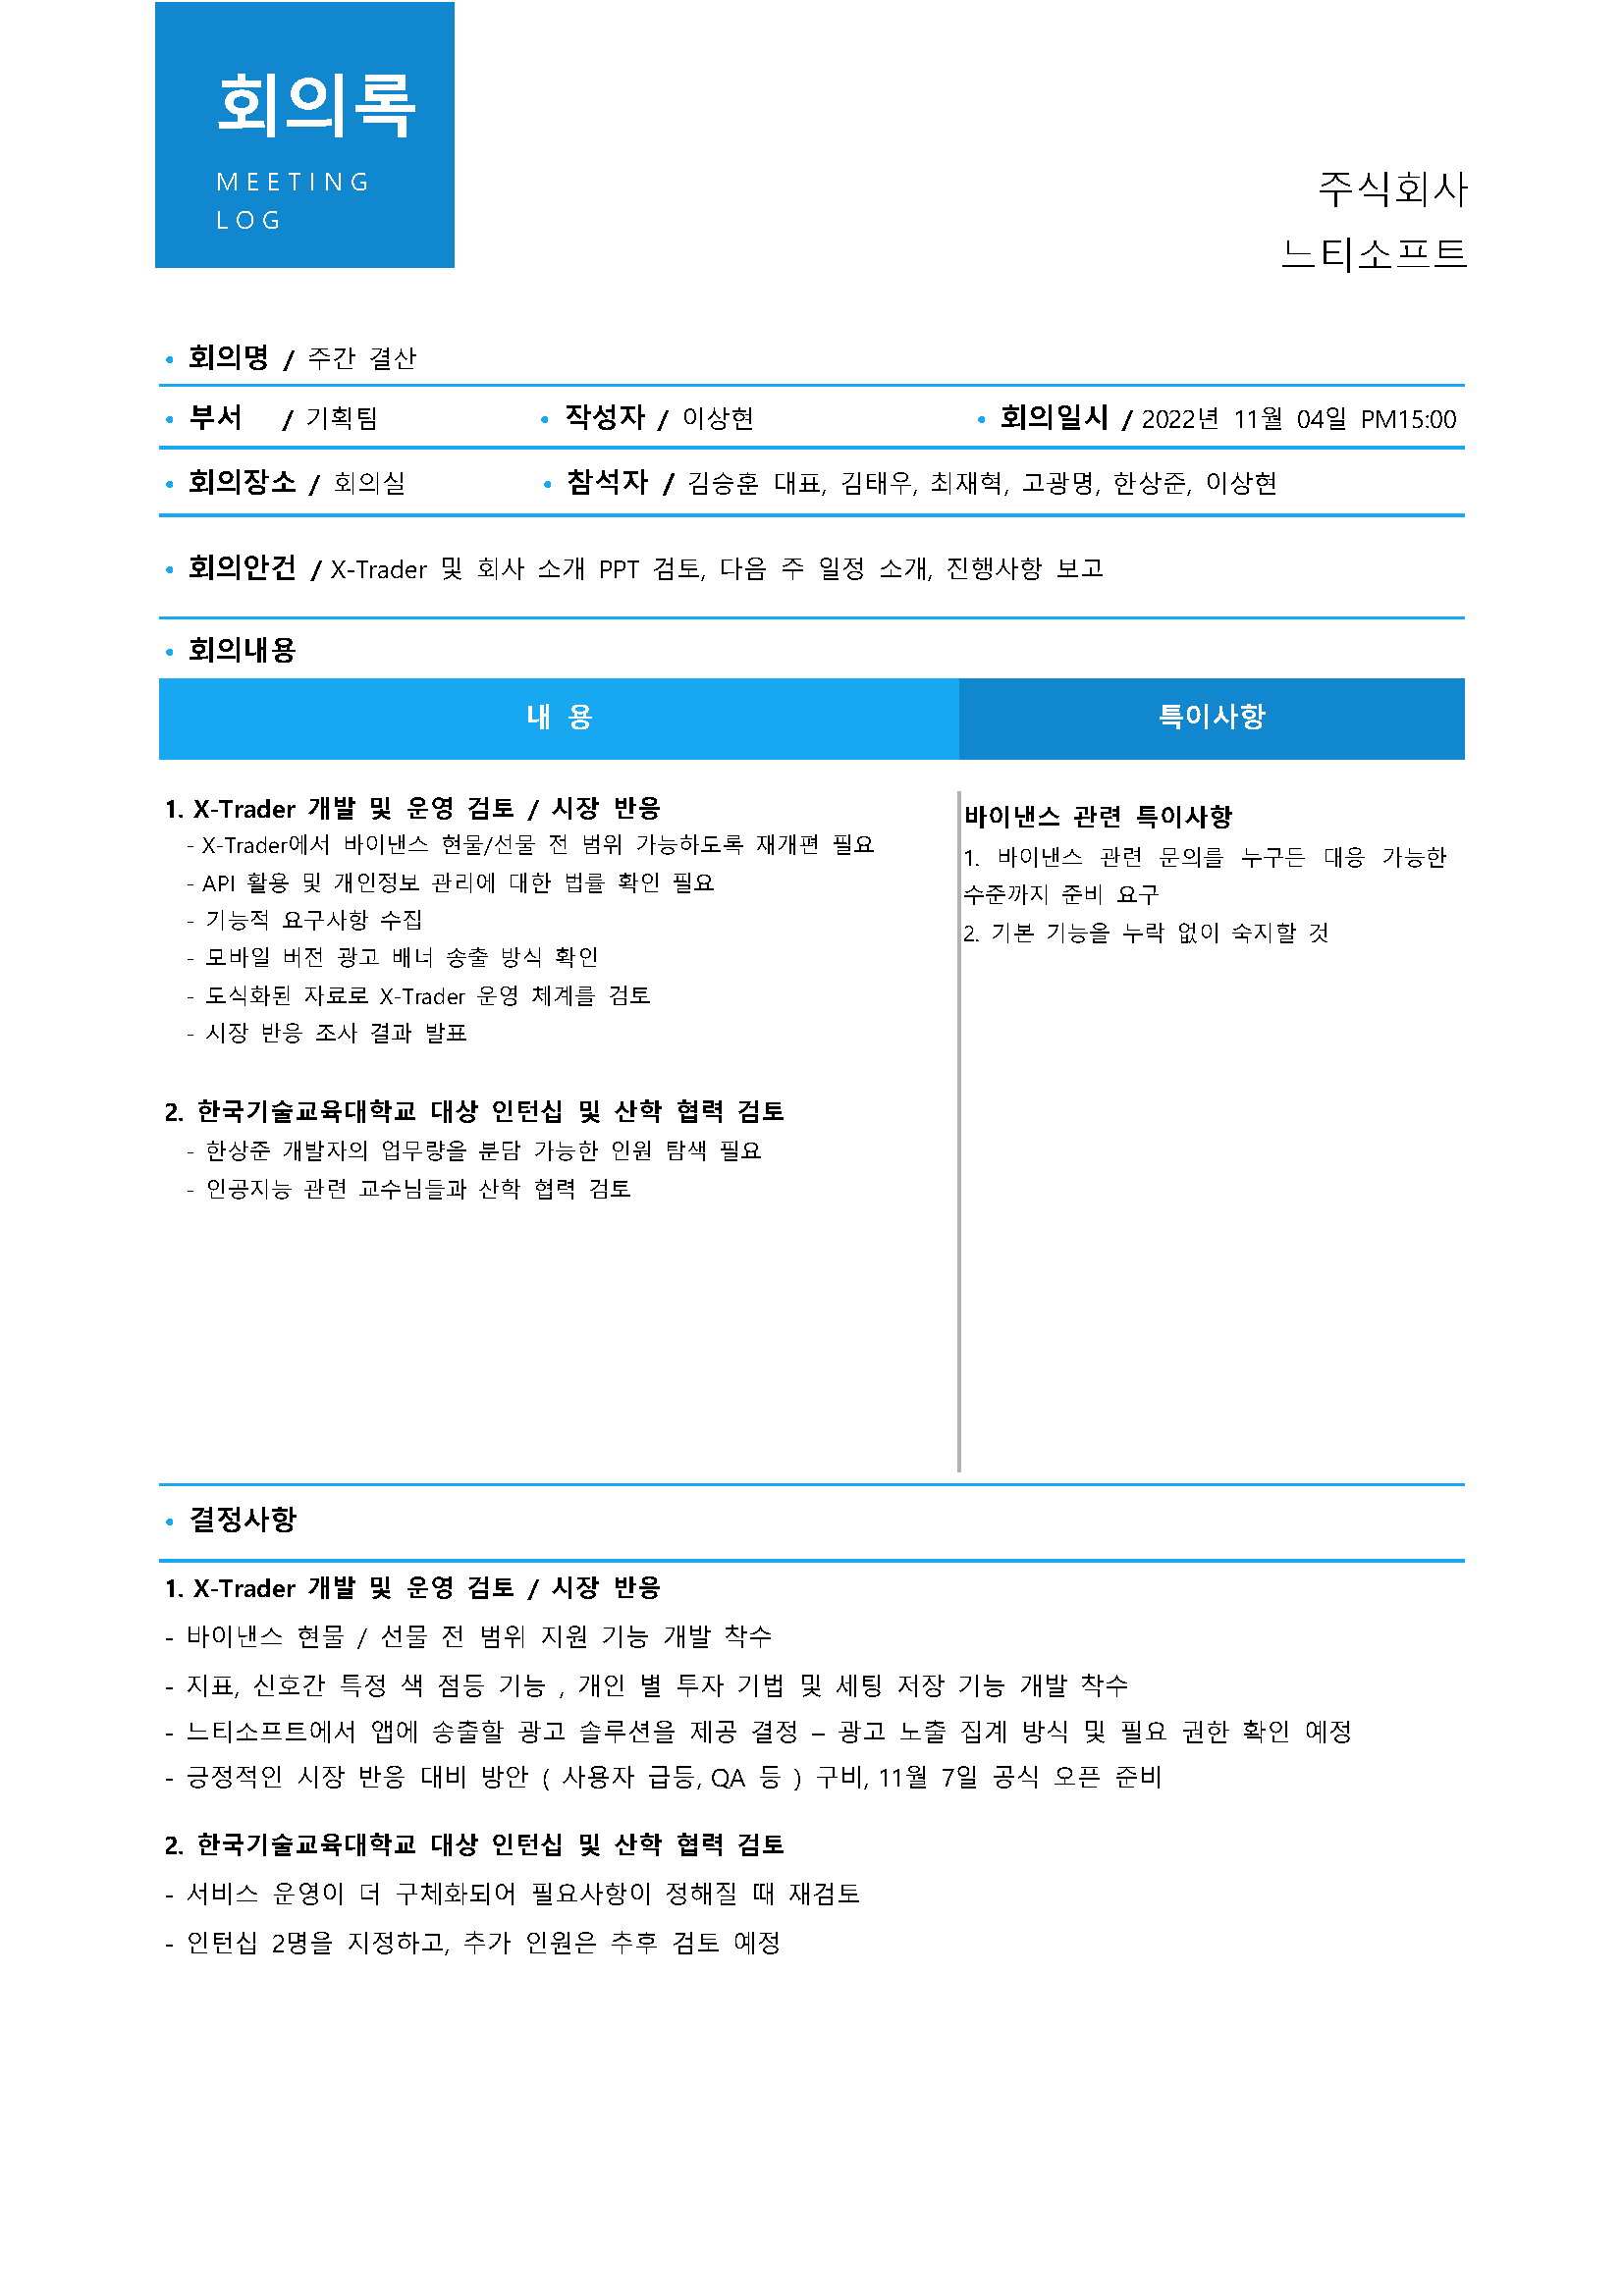 회의록
MEETING
LOG
주식회사
느티소프트
• 회의명 / 주간 결산
• 부서 / 기획팀 • 작성자 / 이상현 • 회의일시 / 2022년 11월 04일 PM15:00
• 회의장소 / 회의실 • 참석자 / 김승훈 대표, 김태우, 최재혁, 고광명, 한상준, 이상현
• 회의안건 / X-Trader 및 회사 소개 PPT 검토, 다음 주 일정 소개, 진행사항 보고
• 회의내용
내 용 특이사항
1. X-Trader 개발 및 운영 검토 / 시장 반응
- X-Trader에서 바이낸스 현물/선물 전 범위 가능하도록 재개편 필요
- API 활용 및 개인정보 관리에 대한 법률 확인 필요
- 기능적 요구사항 수집
- 모바일 버전 광고 배너 송출 방식 확인
- 도식화된 자료로 X-Trader 운영 체계를 검토
- 시장 반응 조사 결과 발표
2. 한국기술교육대학교 대상 인턴십 및 산학 협력 검토
- 한상준 개발자의 업무량을 분담 가능한 인원 탐색 필요
- 인공지능 관련 교수님들과 산학 협력 검토
바이낸스 관련 특이사항
1. 바이낸스 관련 문의를 누구든 대응 가능한
수준까지 준비 요구
2. 기본 기능을 누락 없이 숙지할 것
• 결정사항
1. X-Trader 개발 및 운영 검토 / 시장 반응
- 바이낸스 현물 / 선물 전 범위 지원 기능 개발 착수
- 지표, 신호간 특정 색 점등 기능 , 개인 별 투자 기법 및 세팅 저장 기능 개발 착수
- 느티소프트에서 앱에 송출할 광고 솔루션을 제공 결정 – 광고 노출 집계 방식 및 필요 권한 확인 예정
- 긍정적인 시장 반응 대비 방안 ( 사용자 급등, QA 등 ) 구비, 11월 7일 공식 오픈 준비
2. 한국기술교육대학교 대상 인턴십 및 산학 협력 검토
- 서비스 운영이 더 구체화되어 필요사항이 정해질 때 재검토
- 인턴십 2명을 지정하고, 추가 인원은 추후 검토 예정